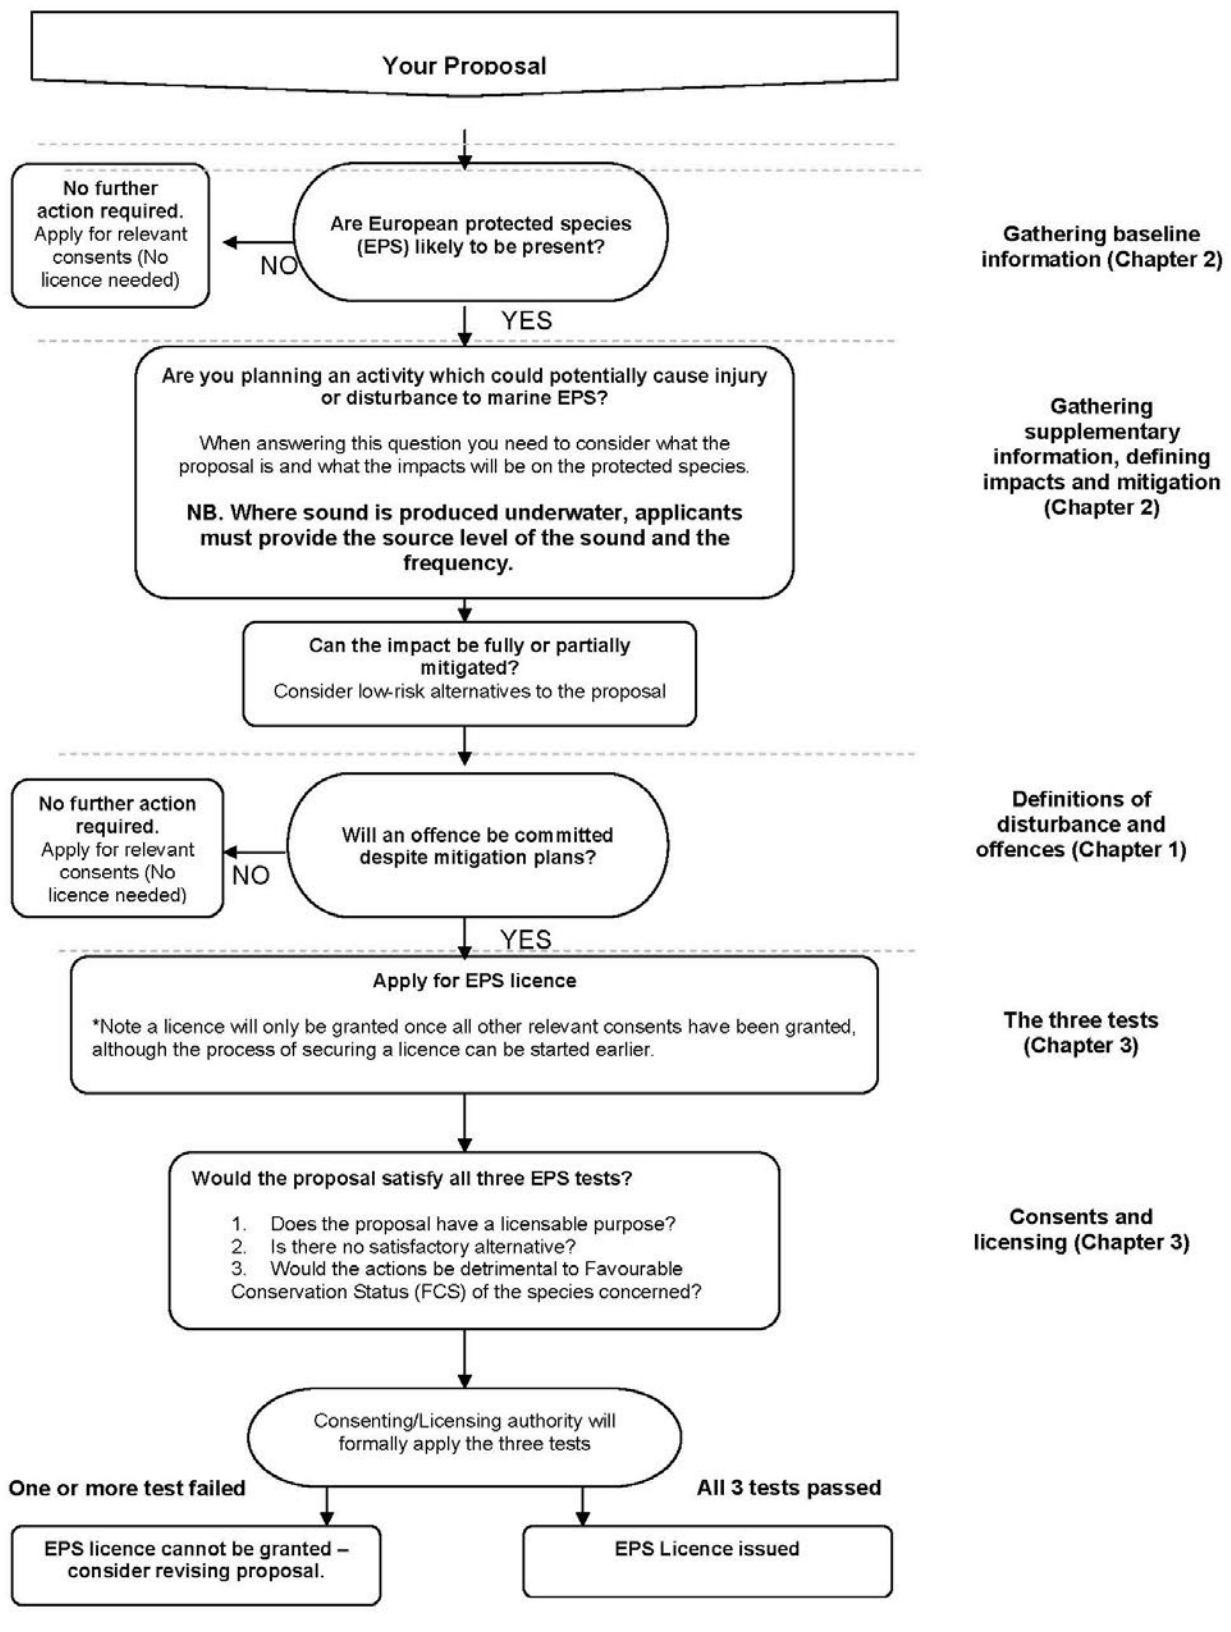 Your Proposal
No further
action required.
Apply for relevant
consents (No
licence needed)
NO
Are European protected species
(EPS) likely to be present?
Gathering baseline
information (Chapter 2)
YES
Are you planning an activity which could potentially cause injury
or disturbance to marine EPS?
When answering this question you need to consider what the
proposal is and what the impacts will be on the protected species.
NB. Where sound is produced underwater, applicants
must provide the source level of the sound and the
frequency.
Gathering
supplementary
information, defining
impacts and mitigation
(Chapter 2)
Can the impact be fully or partially
mitigated?
Consider low-risk alternatives to the proposal
No further action
required.
Apply for relevant
consents (No
licence needed)
NO
Will an offence be committed
despite mitigation plans?
Definitions of
disturbance and
offences (Chapter 1)
YES
Apply for EPS licence
*Note a licence will only be granted once all other relevant consents have been granted,
although the process of securing a licence can be started earlier.
The three tests
(Chapter 3)
Would the proposal satisfy all three EPS tests?
1. Does the proposal have a licensable purpose?
2. Is there no satisfactory alternative?
3. Would the actions be detrimental to Favourable
Conservation Status (FCS) of the species concerned?
Consents and
licensing (Chapter 3)
Consenting/Licensing authority will
formally apply the three tests
One or more test failed
All 3 tests passed
EPS licence cannot be granted –
consider revising proposal.
EPS Licence issued